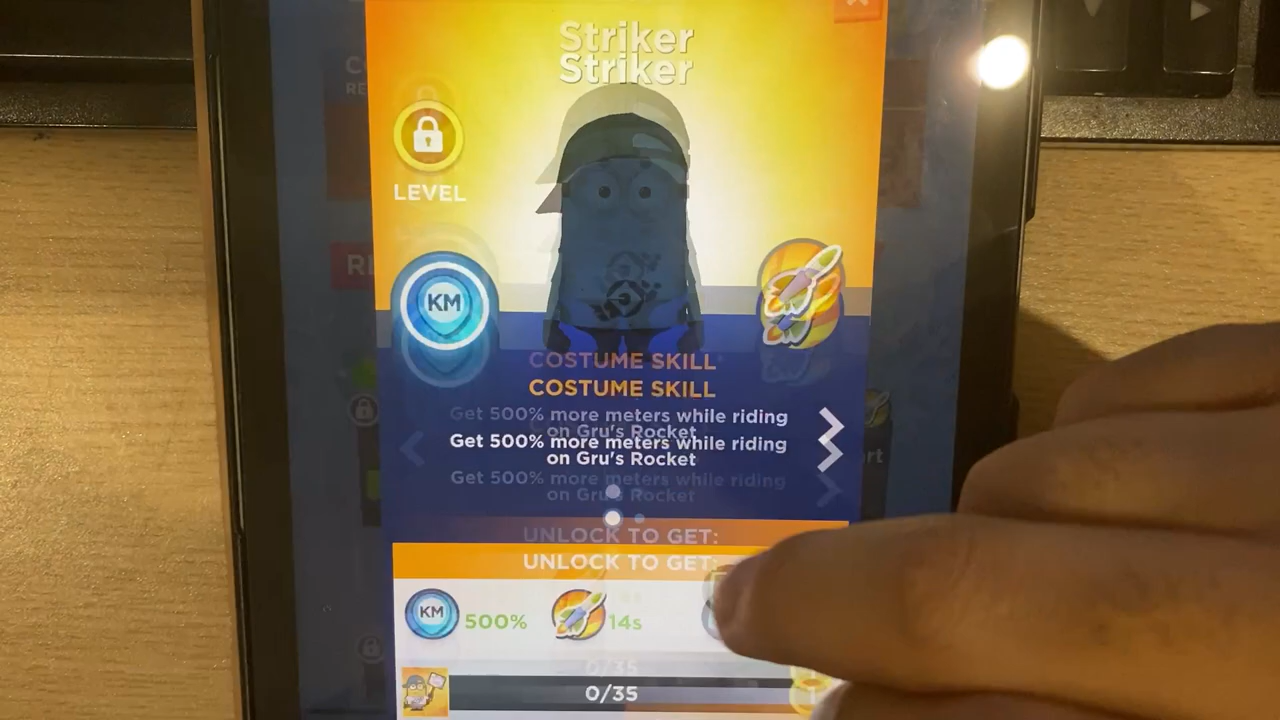 Striker
Striker
LEVEL
KM
COSTUME SKILL
COSTUME SKILL
Get 500% more meters while riding
on Gru's Rocket
Get 500% more meters while riding
on Gru's Rocket
Get 500% more meters while riding
on Gru's Rocket
UNLOCK TO GET:
UNLOCK TO GET:
KM 500% 14s
0/35
0/35